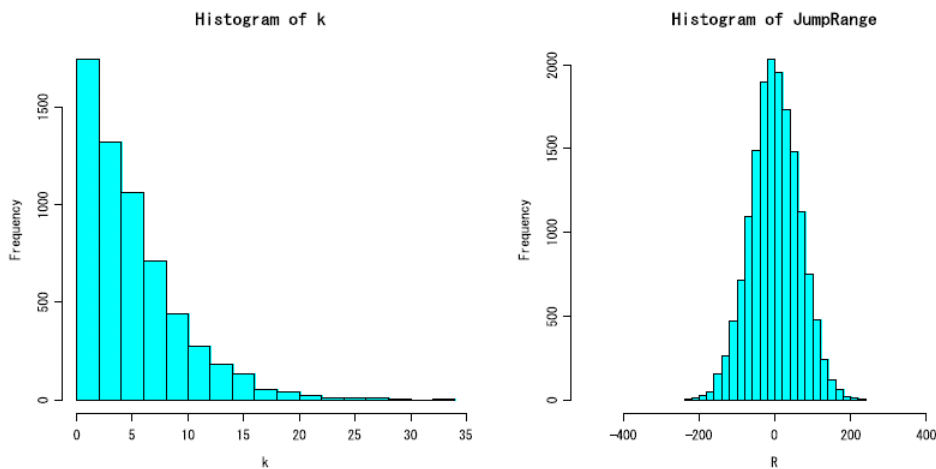 Histogram of k
Frequency
1500
1000
500
0
0 5 10 15 20 25 30 35
k
Histogram of JumpRange
Frequency
2000
1500
1000
500
0
-400 -200 0 200 400
R